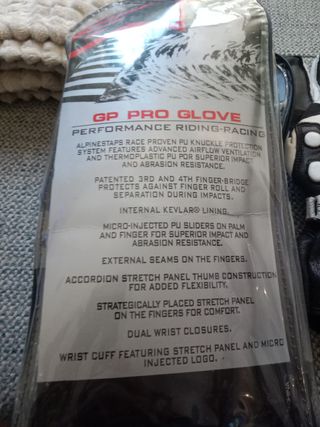 GP PRO GLOVE
PERFORMANCE RIDING-RACING
ALPINESTAPS RACE PROVEN PU KNUCKLE PROTECTION
SYSTEM FEATURES ADVANCED AIRFLOW VENTILATION
AND THERMOPLASTIC PU POR SUPERIOR IMPACT
AND ABRASION RESISTANCE.
PATENTED 3RD AND 4TH FINGER-BRIDGE
PROTECTS AGAINST FINGER ROLL AND
SEPARATION DURING IMPACTS.
INTERNAL KEVLAR® LINING.
MICRO-INJECTED PU SLIDERS ON PALM
AND FINGER FOR SUPERIOR IMPACT AND
ABRASION RESISTANCE.
EXTERNAL SEAMS ON THE FINGERS.
ACCORDION STRETCH PANEL THUMB CONSTRUCTION
FOR ADDED FLEXIBILITY.
STRATEGICALLY PLACED STRETCH PANEL
ON THE FINGERS FOR COMFORT.
DUAL WRIST CLOSURES.
WRIST CUFF FEATURING STRETCH PANEL AND MICRO
INJECTED LOGO.